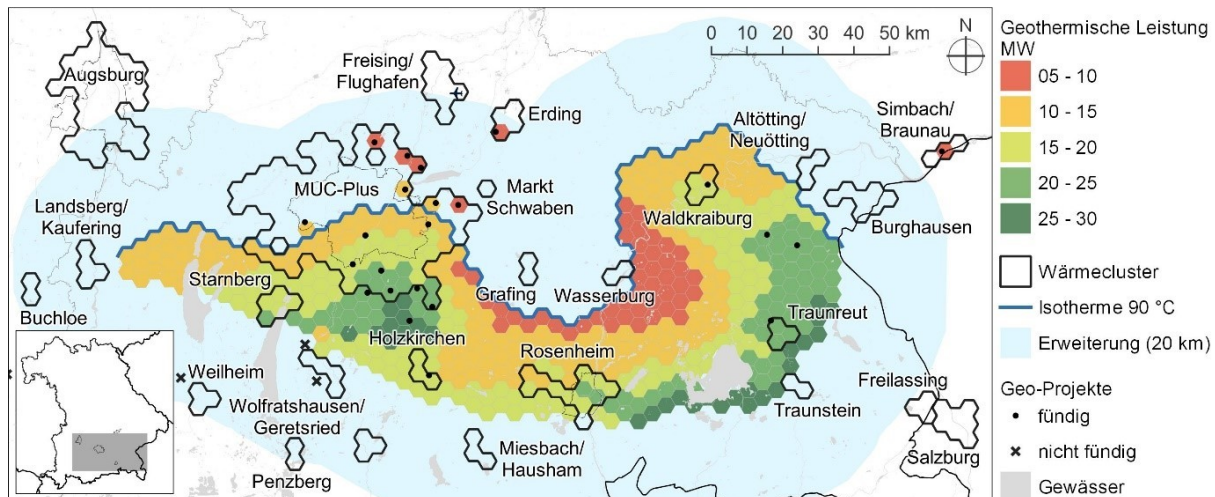 Augsburg
Freising/
Flughafen
Erding
0 10 20 30 40 50 km
N
Altötting/
Neuötting
Simbach/
Braunau
MUC-Plus
Markt
Schwaben
Landsberg/
Kaufering
Waldkraiburg
Burghausen
Starnberg
Buchloe
Grafing
Wasserburg
Holzkirchen
Rosenheim
Traunreut
Weilheim
Wolfratshausen/
Geretsried
Freilassing
Traunstein
Miesbach/
Hausham
Penzberg
Salzburg
Geothermische Leistung
MW
05 - 10
10 - 15
15 - 20
20 - 25
25 - 30
Wärmecluster
Isotherme 90 °C
Erweiterung (20 km)
Geo-Projekte
fündig
nicht fündig
Gewässer